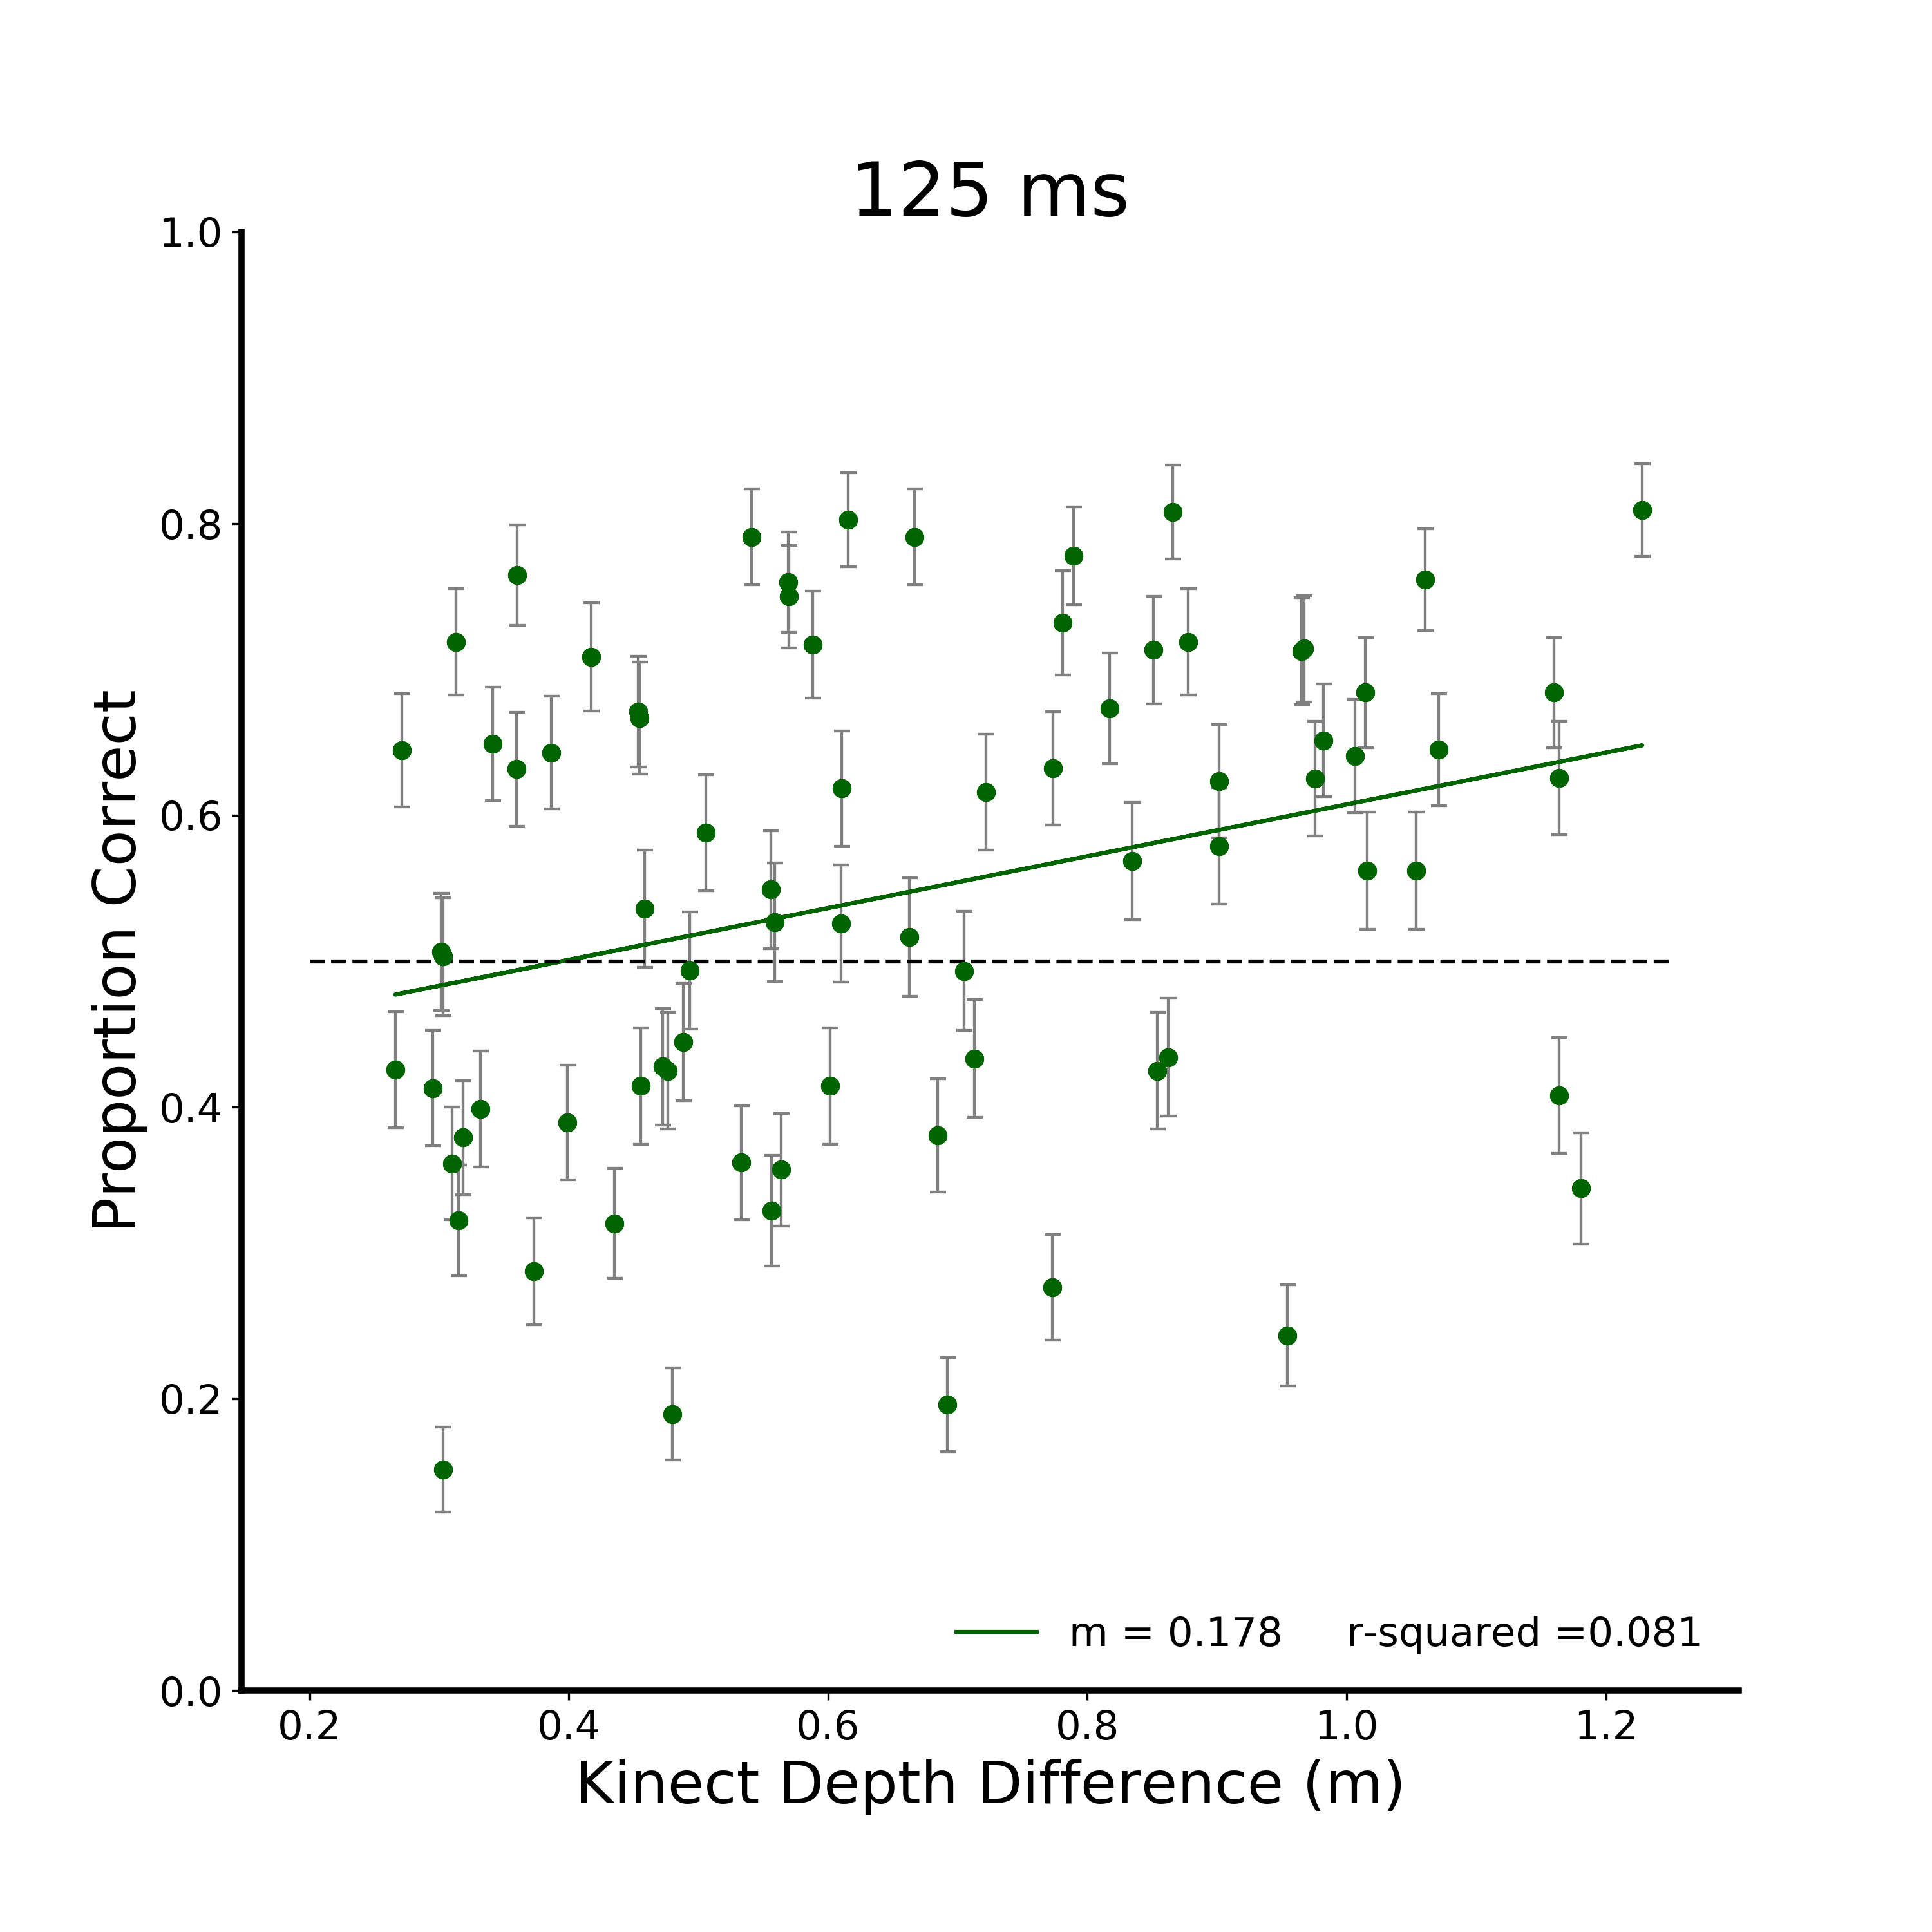 125 ms
1.0
0.8
0.6
0.4
0.2
0.0
Proportion Correct
m = 0.178 r-squared =0.081
0.2 0.4 0.6 0.8 1.0 1.2
Kinect Depth Difference (m)